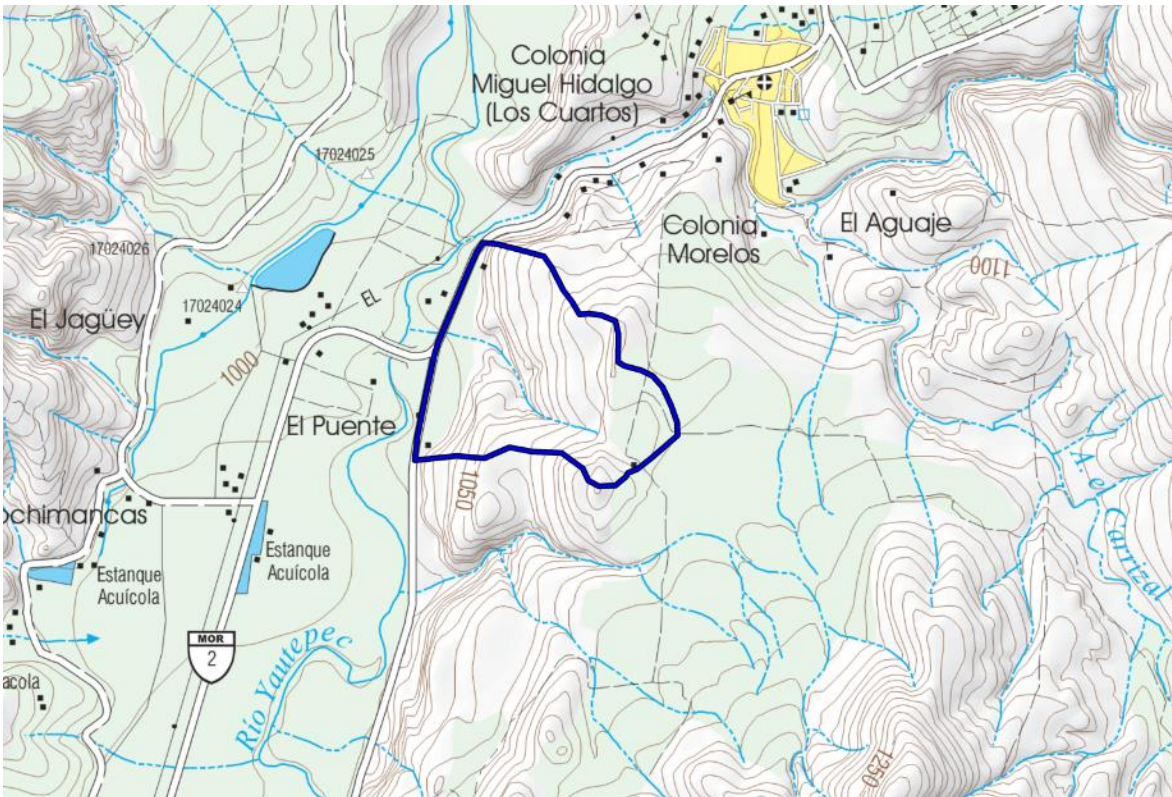 Colonia
Miguel Hidalgo
(Los Cuartos)
17024025
17024026
Colonia
Morelos
El Aguaje
1100
17024024
EL
El Jagüey
1000
El Puente
1050
A. el
Carrizal
ochimancas
Estanque
Acuícola
Estanque
Acuícola
MOR
2
Río Yautepec
acola
1250